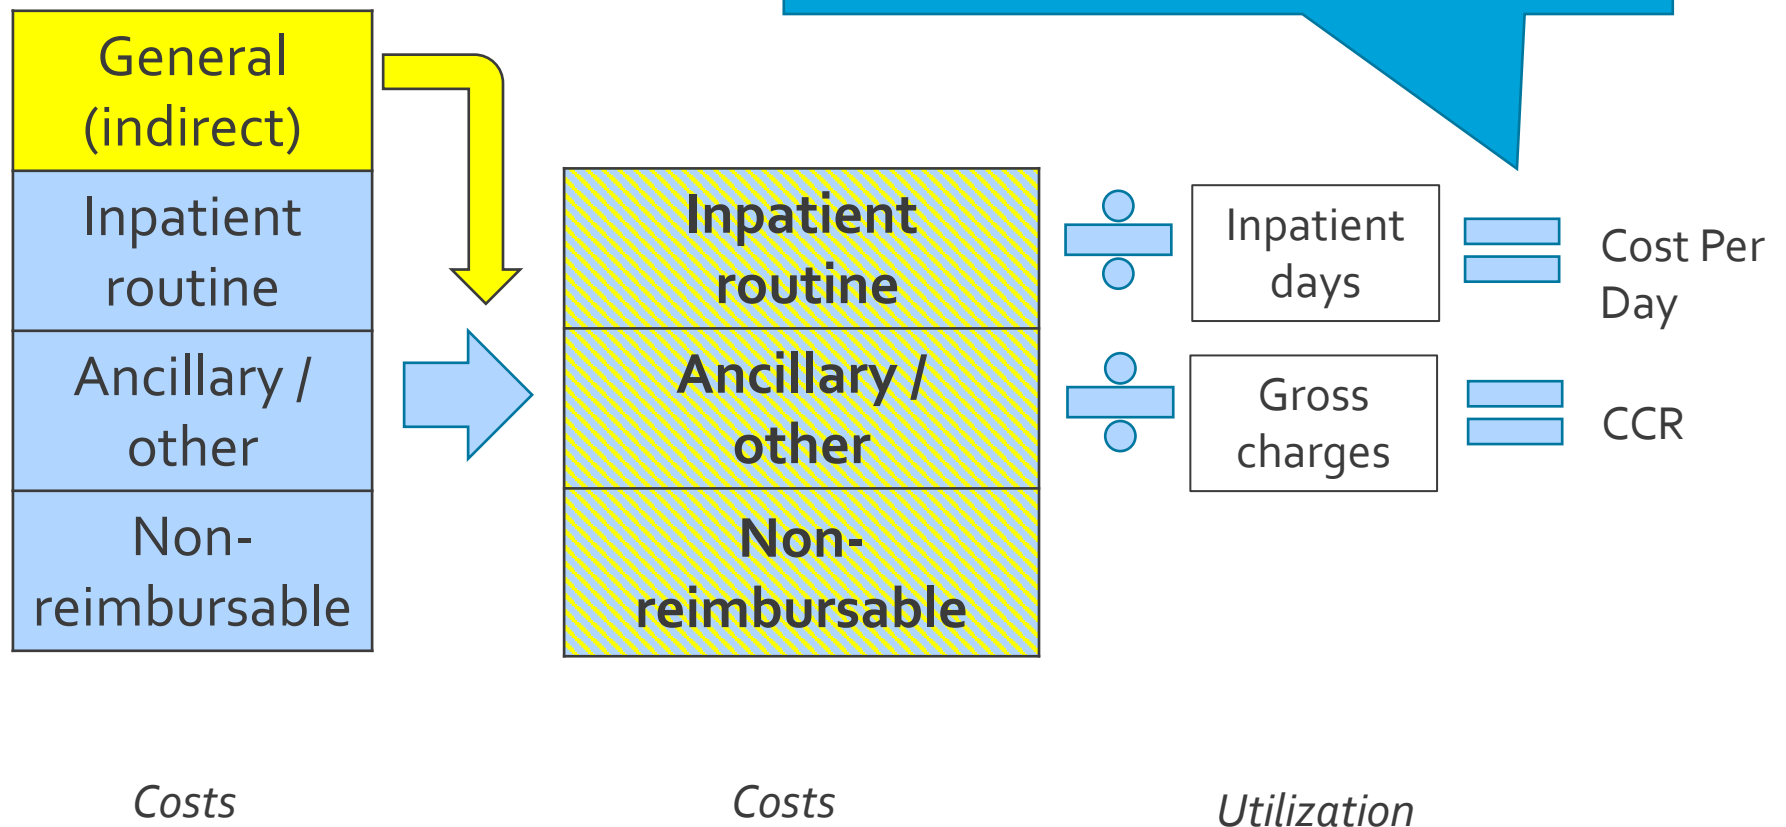 General
(indirect)
Inpatient
routine
Ancillary /
other
Non-
reimbursable
Inpatient
routine
Ancillary /
other
Non-
reimbursable
Inpatient
days
Cost Per
Day
Gross
charges
CCR
Costs
Costs
Utilization